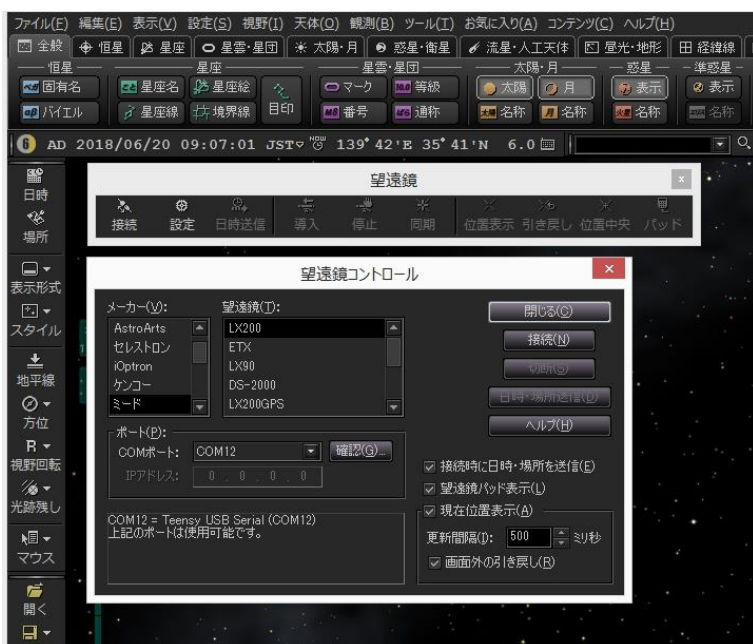 ファイル(F) 編集(E) 表示(V) 設定(S) 視野(I) 天体(O) 観測(B) ツール(T) お気に入り(A) コンテンツ(C) ヘルプ(H)
全般 恒星 星座 星雲・星団 太陽・月 惑星・衛星 流星・人工天体 昼光・地形 経緯線
恒星 星座 星雲・星団 太陽・月 惑星 準惑星
固有名 星座名 星座絵 目印 マーク 等級 太陽 月 表示 表示
バイエル 星座線 境界線 番号 通称 名称 名称 名称 名称
6 AD 2018/06/20 09:07:01 JST NOW 139°42'E 35°41'N 6.0
日時
場所
表示形式
スタイル
地平線
方位
R
視野回転
光跡残し
マウス
開く
望遠鏡 x
接続 設定 日時送信 導入 停止 同期 位置表示 引き戻し 位置中央 パッド
望遠鏡コントロール ×
メーカー(V):
AstroArts
セレストロン
iOptron
ケンコー
ミード
望遠鏡(T):
LX200
ETX
LX90
DS-2000
LX200GPS
閉じる(C)
接続(N)
切断(S)
日時・場所送信(D)
ヘルプ(H)
ポート(P):
COMポート: COM12 確認(G)...
IPアドレス: 0 . 0 . 0 . 0
COM12 = Teensy USB Serial (COM12)
上記のポートは使用可能です。
接続時に日時・場所を送信(E)
望遠鏡パッド表示(L)
現在位置表示(A)
更新間隔(I): 500 ミリ秒
画面外の引き戻し(R)